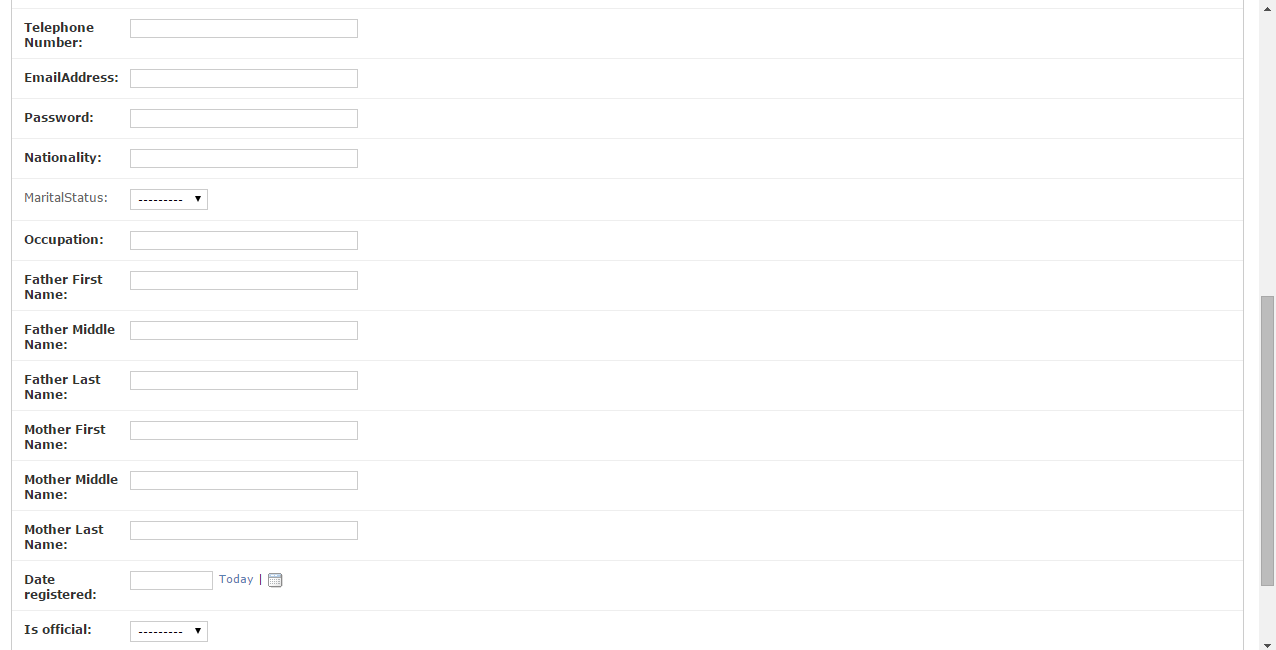 Telephone
Number:
EmailAddress:
Password:
Nationality:
MaritalStatus:
---------
Occupation:
Father First
Name:
Father Middle
Name:
Father Last
Name:
Mother First
Name:
Mother Middle
Name:
Mother Last
Name:
Date
registered:
Today |
Is official:
---------